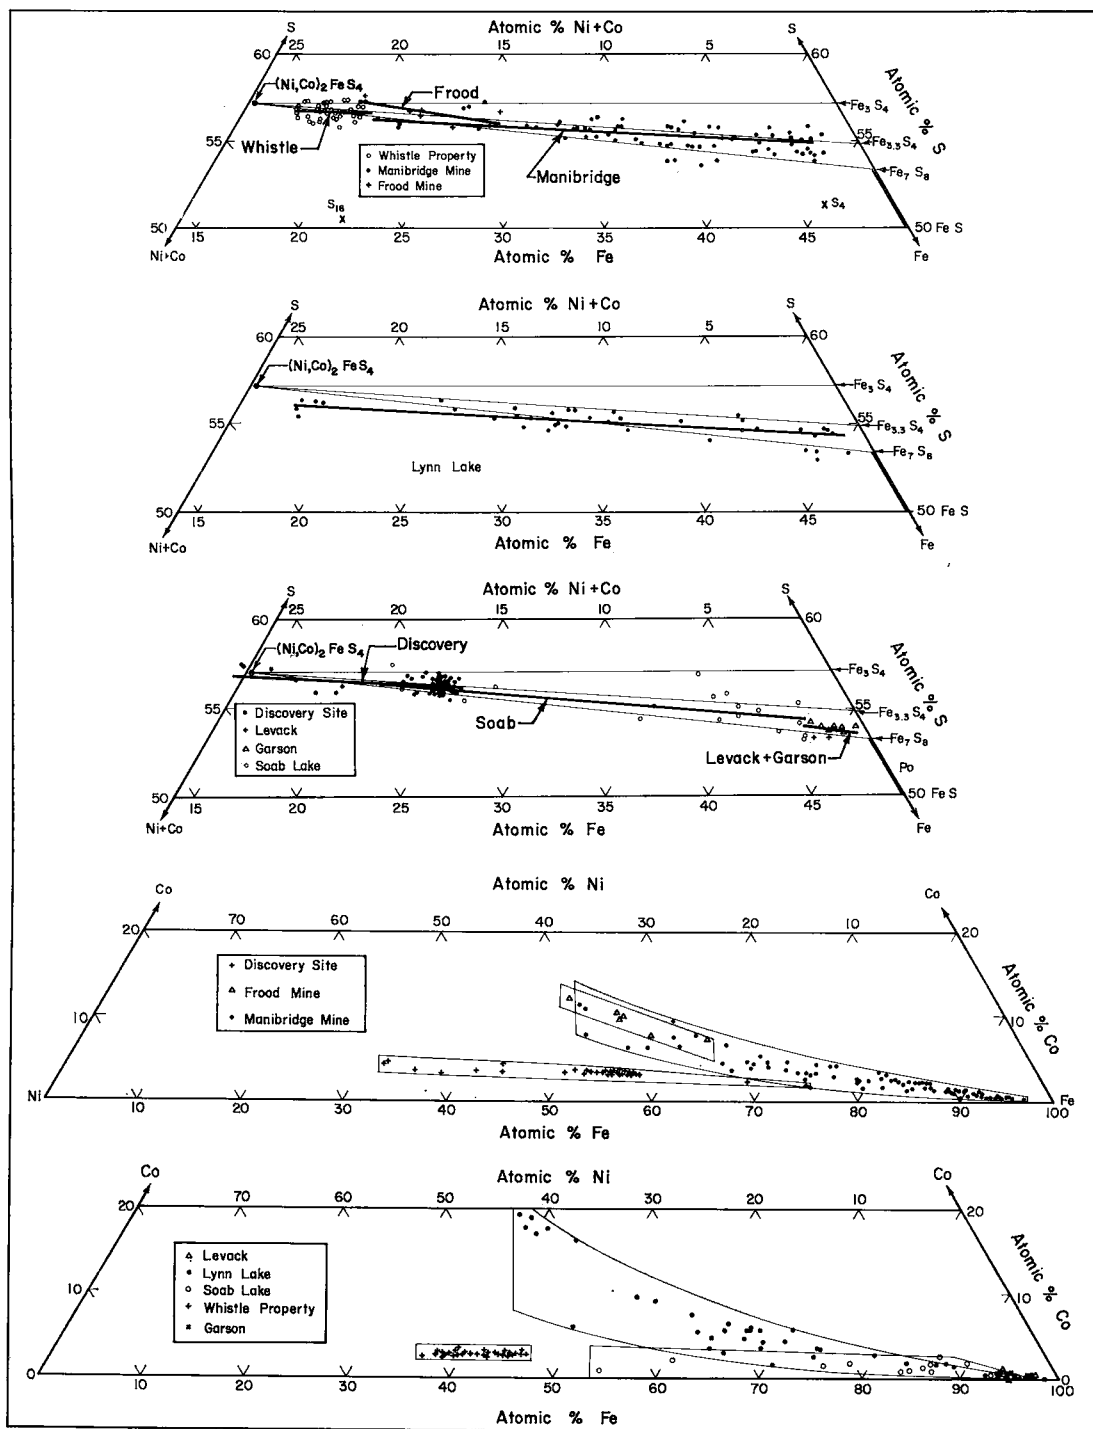 Atomic % Ni+Co
S 25 20 15 10 5 S
60 60
(Ni,Co)₂ Fe S₄
Frood
Fe₃ S₄
Atomic % S
55 55
Fe₃.₃ S₄
Whistle
Manibridge
Fe₇ S₈
○ Whistle Property
• Manibridge Mine
+ Frood Mine
S₁₆
x
x S₄
50 50 Fe S
15 20 25 30 35 40 45
Ni+Co Atomic % Fe Fe
Atomic % Ni+Co
S 25 20 15 10 5 S
60 60
(Ni,Co)₂ FeS₄
Fe₃ S₄
Atomic % S
55 55
Fe₃.₃ S₄
Fe₇ S₈
Lynn Lake
50 50 Fe S
15 20 25 30 35 40 45
Ni+Co Atomic % Fe Fe
Atomic % Ni+Co
S 25 20 15 10 5 S
60 60
(Ni,Co)₂ FeS₄
Discovery
Fe₃S₄
Atomic % S
55 55
Fe₃.₃ S₄
Soab
Fe₇ S₈
• Discovery Site
+ Levack
△ Garson
○ Soab Lake
Levack+Garson
Po
50 50 Fe S
15 20 25 30 35 40 45
Ni+Co Atomic % Fe Fe
Co Atomic % Ni Co
20 70 60 50 40 30 20 10 20
+ Discovery Site
△ Frood Mine
• Manibridge Mine
10 10
Atomic % Co
Ni Fe
10 20 30 40 50 60 70 80 90 100
Atomic % Fe
Co Atomic % Ni Co
20 70 60 50 40 30 20 10 20
△ Levack
• Lynn Lake
○ Soab Lake
+ Whistle Property
× Garson
10 10
Atomic % Co
0 0
10 20 30 40 50 60 70 80 90 100
Atomic % Fe